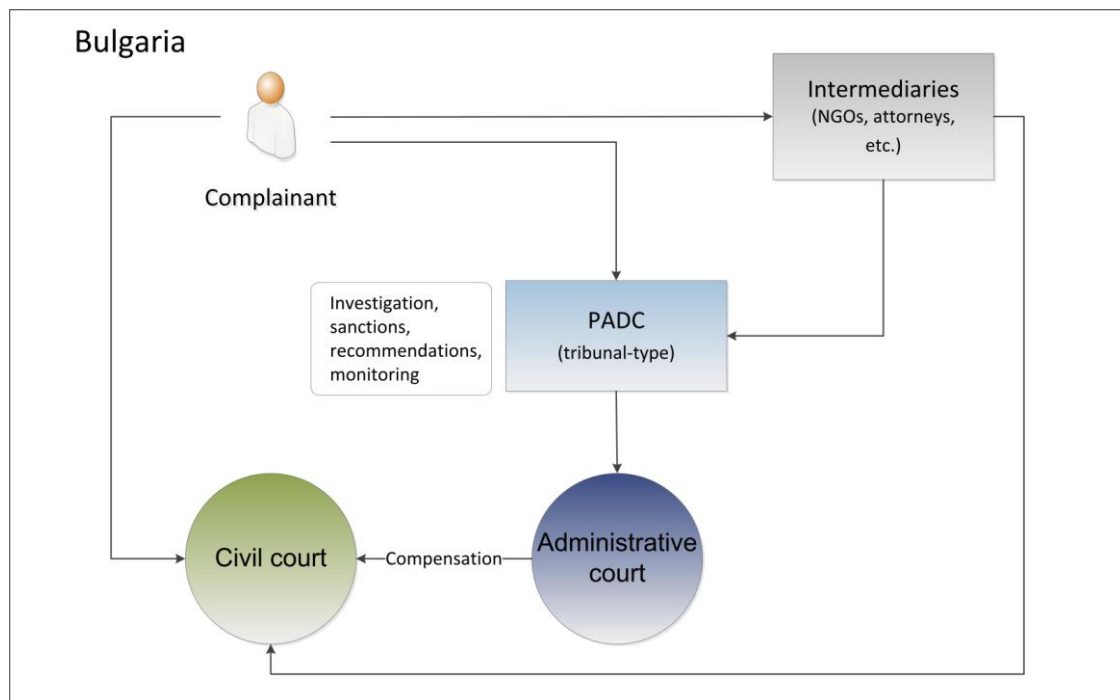 Bulgaria
Intermediaries
(NGOs, attorneys,
etc.)
Complainant
Investigation,
sanctions,
recommendations,
monitoring
PADC
(tribunal-type)
Civil court
Compensation
Administrative
court